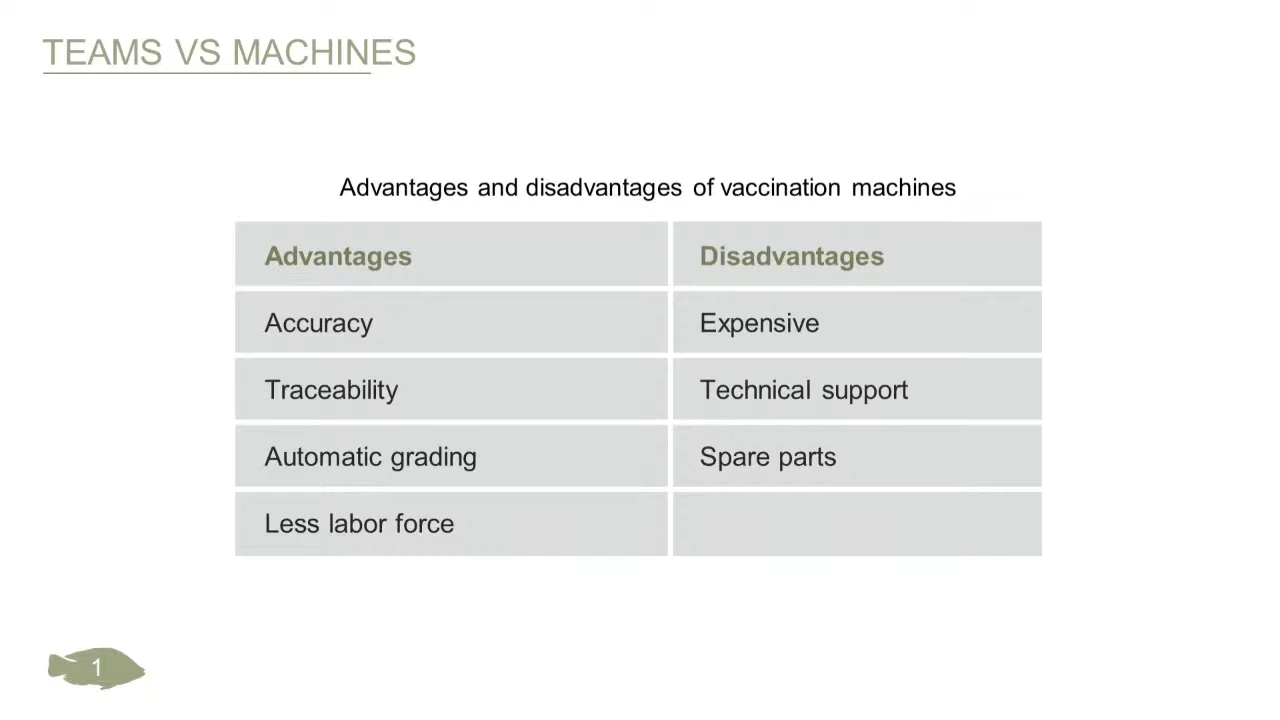 TEAMS VS MACHINES
Advantages and disadvantages of vaccination machines
Advantages Disadvantages
Accuracy Expensive
Traceability Technical support
Automatic grading Spare parts
Less labor force
1